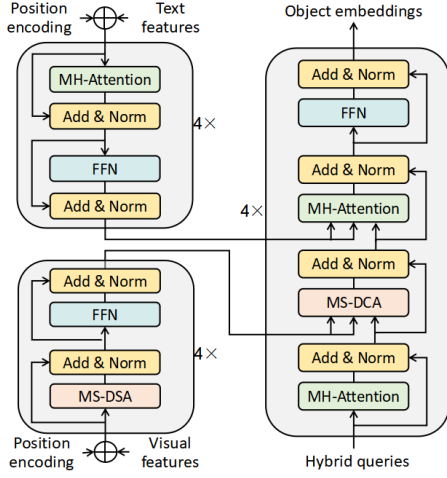 Position
encoding
Text
features
MH-Attention
Add & Norm
FFN
Add & Norm
4×
Add & Norm
FFN
Add & Norm
MS-DSA
4×
Position
encoding
Visual
features
Object embeddings
Add & Norm
FFN
Add & Norm
MH-Attention
4×
Add & Norm
MS-DCA
Add & Norm
MH-Attention
Hybrid queries